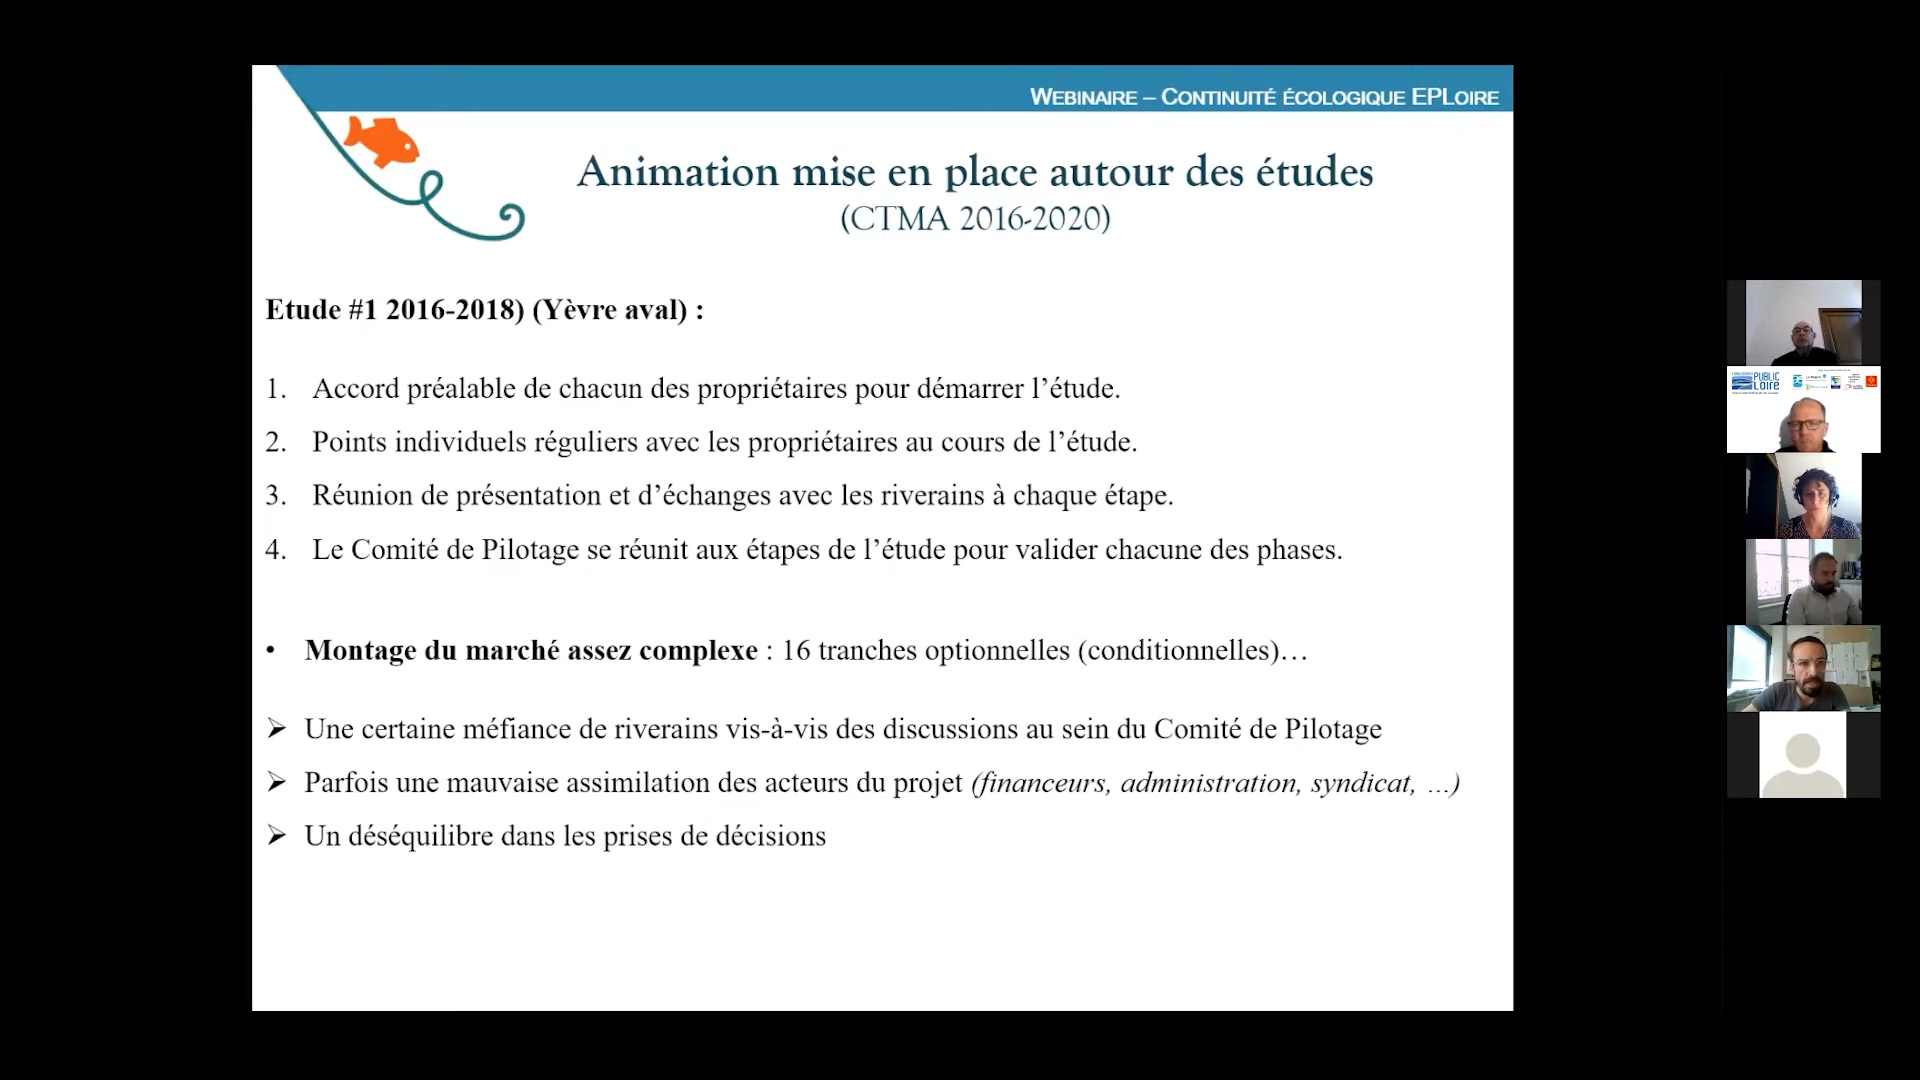 WEBINAIRE – CONTINUITÉ ÉCOLOGIQUE EPLOIRE
Animation mise en place autour des études
(CTMA 2016-2020)
Etude #1 2016-2018) (Yèvre aval) :
1. Accord préalable de chacun des propriétaires pour démarrer l’étude.
2. Points individuels réguliers avec les propriétaires au cours de l’étude.
3. Réunion de présentation et d’échanges avec les riverains à chaque étape.
4. Le Comité de Pilotage se réunit aux étapes de l’étude pour valider chacune des phases.
• Montage du marché assez complexe : 16 tranches optionnelles (conditionnelles)…
➢ Une certaine méfiance de riverains vis-à-vis des discussions au sein du Comité de Pilotage
➢ Parfois une mauvaise assimilation des acteurs du projet (financeurs, administration, syndicat, …)
➢ Un déséquilibre dans les prises de décisions
PUBLIC
LOIRE